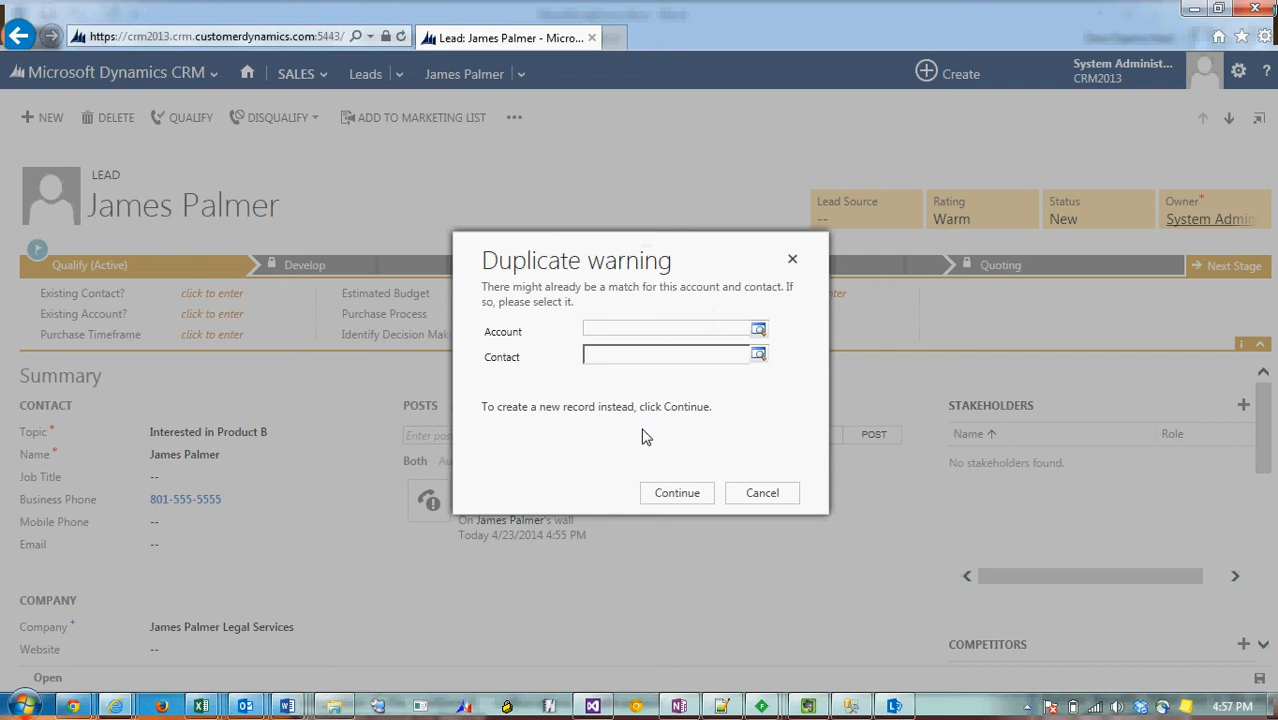 https://crm2013.crm.customerdynamics.com:5443/
Lead: James Palmer - Micro...
Microsoft Dynamics CRM
SALES
Leads
James Palmer
Create
System Administ...
CRM2013
?
NEW
DELETE
QUALIFY
DISQUALIFY
ADD TO MARKETING LIST
LEAD
James Palmer
Lead Source
--
Rating
Warm
Status
New
Owner*
System Admin
Qualify (Active)
Develop
Quoting
Next Stage
Existing Contact? click to enter
Existing Account? click to enter
Purchase Timeframe click to enter
Estimated Budget
Purchase Process
Identify Decision Mak
nter
Duplicate warning
There might already be a match for this account and contact. If
so, please select it.
Account
Contact
To create a new record instead, click Continue.
Continue
Cancel
Summary
CONTACT
Topic * Interested in Product B
Name * James Palmer
Job Title --
Business Phone 801-555-5555
Mobile Phone --
Email --
COMPANY
Company + James Palmer Legal Services
Website --
POSTS
Enter pos
POST
Both Au
On James Palmer's wall
Today 4/23/2014 4:55 PM
STAKEHOLDERS
Name Role
No stakeholders found.
COMPETITORS
Open
4:57 PM